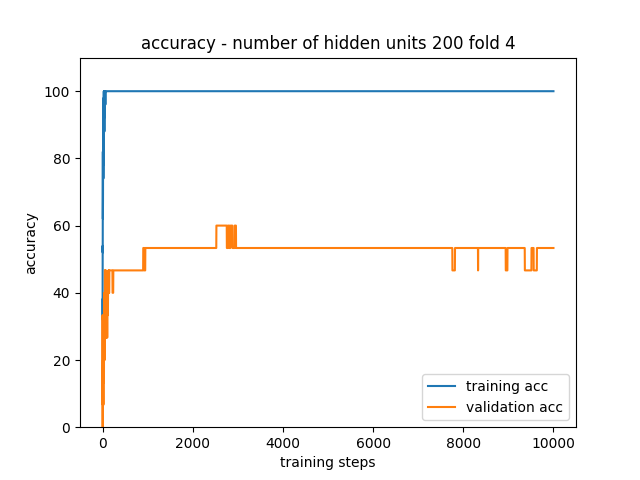 accuracy - number of hidden units 200 fold 4
100
80
60
40
20
0
accuracy
0 2000 4000 6000 8000 10000
training steps
training acc
validation acc